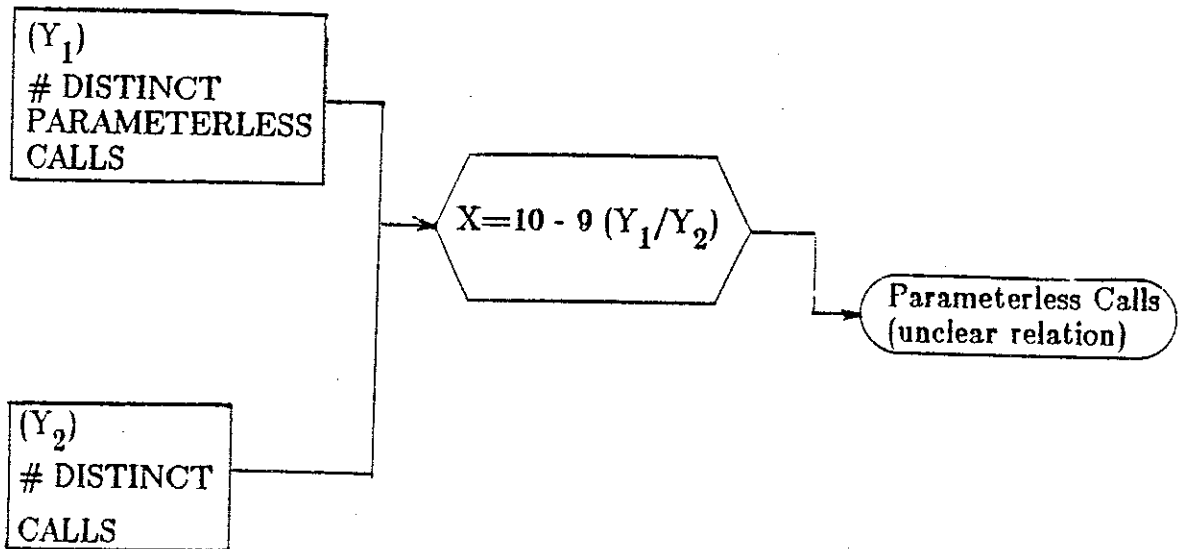 (Y₁)
# DISTINCT
PARAMETERLESS
CALLS
X=10 - 9 (Y₁/Y₂)
Parameterless Calls
(unclear relation)
(Y₂)
# DISTINCT
CALLS